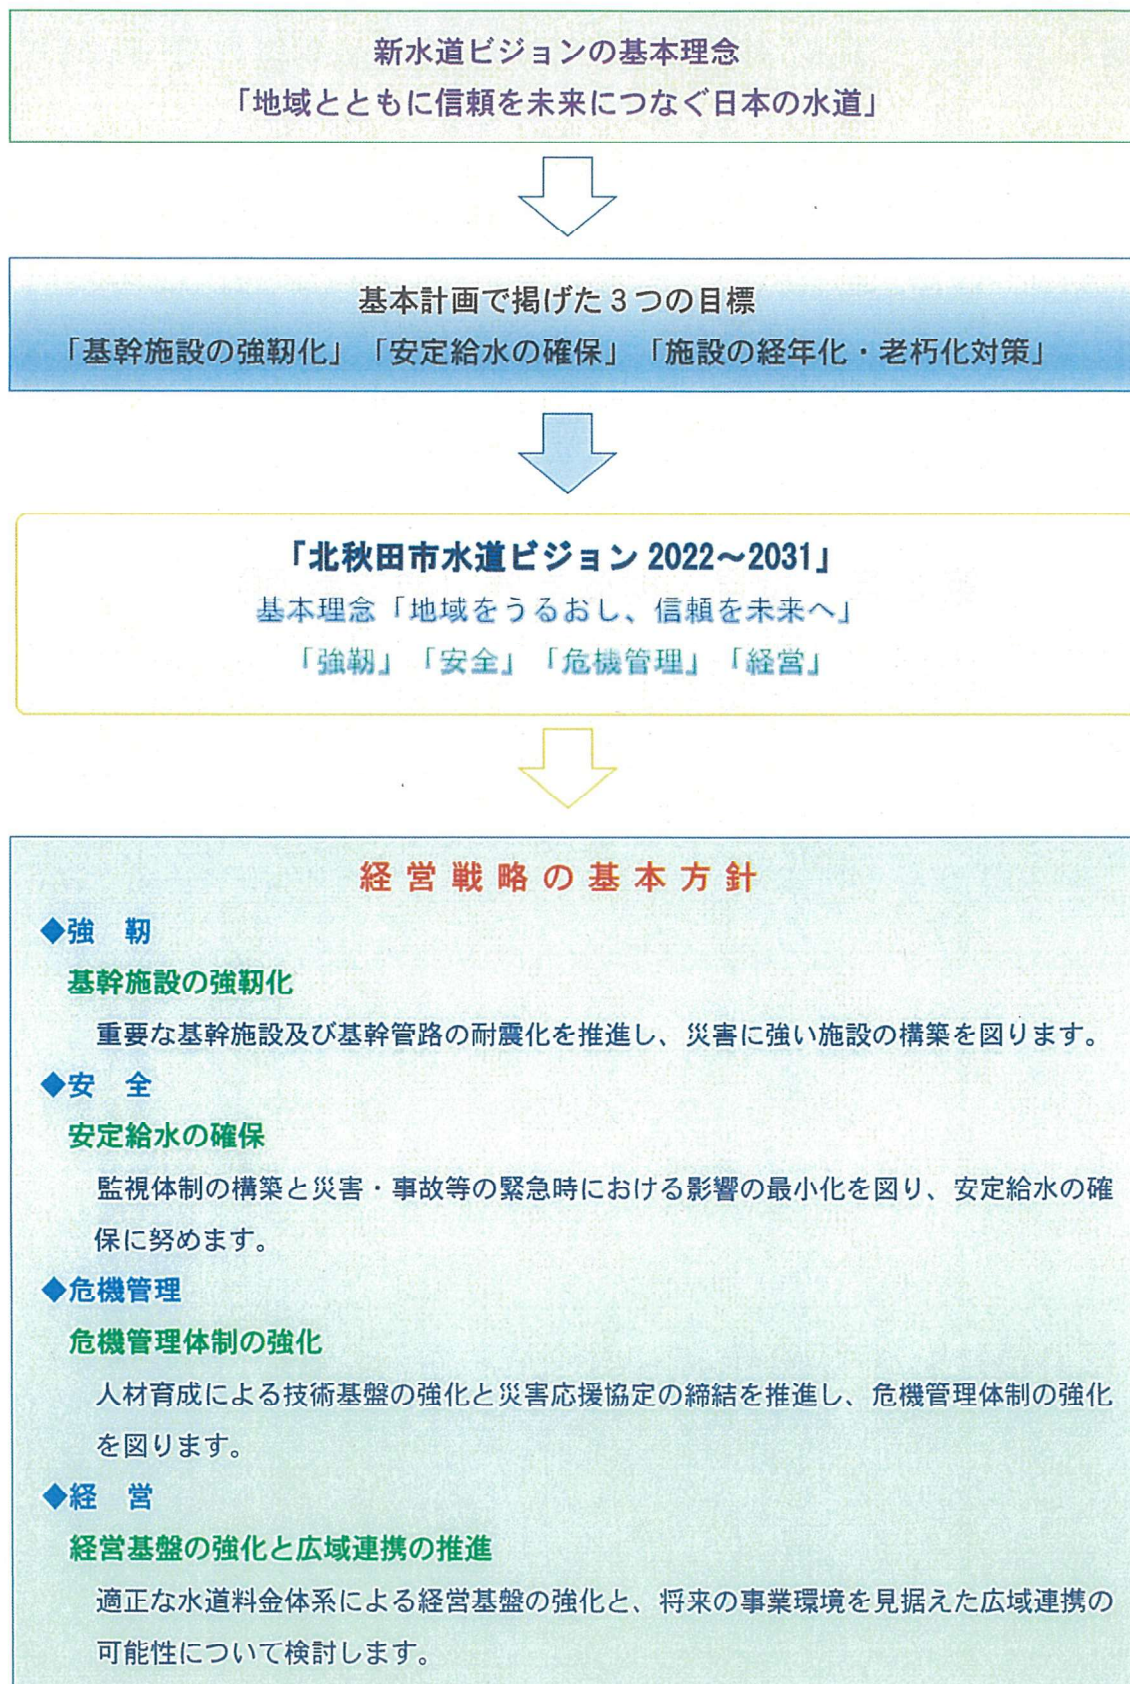 新水道ビジョンの基本理念
「地域とともに信頼を未来につなぐ日本の水道」
基本計画で掲げた3つの目標
「基幹施設の強靭化」「安定給水の確保」「施設の経年化・老朽化対策」
「北秋田市水道ビジョン 2022～2031」
基本理念「地域をうるおし、信頼を未来へ」
「強靭」「安全」「危機管理」「経営」
経営戦略の基本方針
◆強　靭
基幹施設の強靭化
重要な基幹施設及び基幹管路の耐震化を推進し、災害に強い施設の構築を図ります。
◆安　全
安定給水の確保
監視体制の構築と災害・事故等の緊急時における影響の最小化を図り、安定給水の確
保に努めます。
◆危機管理
危機管理体制の強化
人材育成による技術基盤の強化と災害応援協定の締結を推進し、危機管理体制の強化
を図ります。
◆経　営
経営基盤の強化と広域連携の推進
適正な水道料金体系による経営基盤の強化と、将来の事業環境を見据えた広域連携の
可能性について検討します。